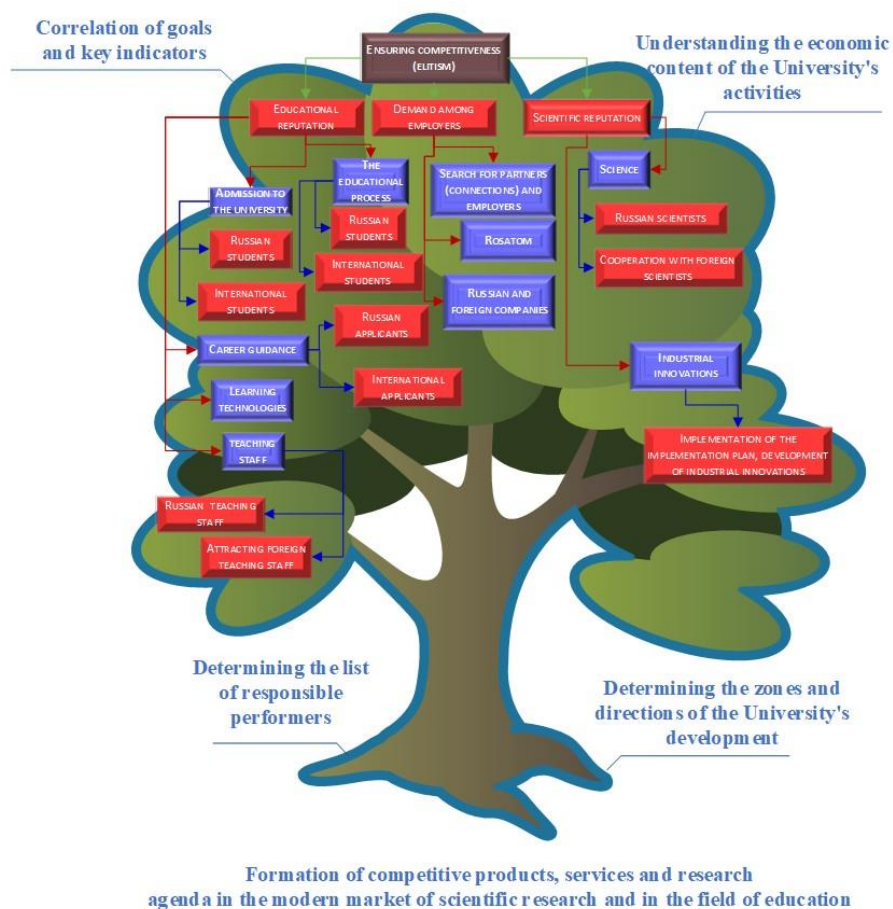 Correlation of goals
and key indicators
Understanding the economic
content of the University's
activities
ENSURING COMPETITIVENESS
(ELITISM)
EDUCATIONAL
REPUTATION
DEMAND AMONG
EMPLOYERS
SCIENTIFIC REPUTATION
ADMISSION TO
THE UNIVERSITY
THE
EDUCATIONAL
PROCESS
SEARCH FOR PARTNERS
(CONNECTIONS) AND
EMPLOYERS
SCIENCE
RUSSIAN
STUDENTS
RUSSIAN
STUDENTS
ROSATOM
RUSSIAN SCIENTISTS
INTERNATIONAL
STUDENTS
INTERNATIONAL
STUDENTS
RUSSIAN AND
FOREIGN COMPANIES
COOPERATION WITH FOREIGN
SCIENTISTS
CAREER GUIDANCE
RUSSIAN
APPLICANTS
INTERNATIONAL
APPLICANTS
INDUSTRIAL
INNOVATIONS
LEARNING
TECHNOLOGIES
TEACHING
STAFF
IMPLEMENTATION OF THE
IMPLEMENTATION PLAN, DEVELOPMENT
OF INDUSTRIAL INNOVATIONS
RUSSIAN TEACHING
STAFF
ATTRACTING FOREIGN
TEACHING STAFF
Determining the list
of responsible
performers
Determining the zones and
directions of the University's
development
Formation of competitive products, services and research
agenda in the modern market of scientific research and in the field of education